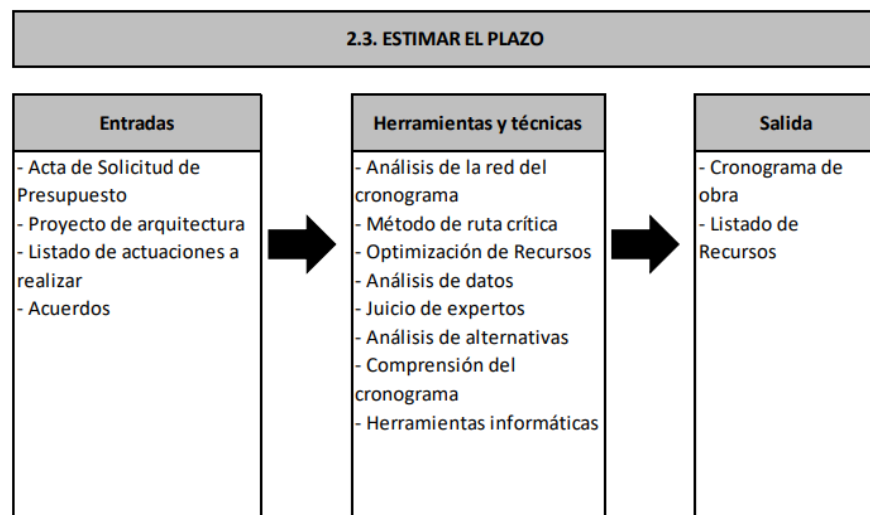 2.3. ESTIMAR EL PLAZO
Entradas
- Acta de Solicitud de
Presupuesto
- Proyecto de arquitectura
- Listado de actuaciones a
realizar
- Acuerdos
Herramientas y técnicas
- Análisis de la red del
cronograma
- Método de ruta crítica
- Optimización de Recursos
- Análisis de datos
- Juicio de expertos
- Análisis de alternativas
- Comprensión del
cronograma
- Herramientas informáticas
Salida
- Cronograma de
obra
- Listado de
Recursos